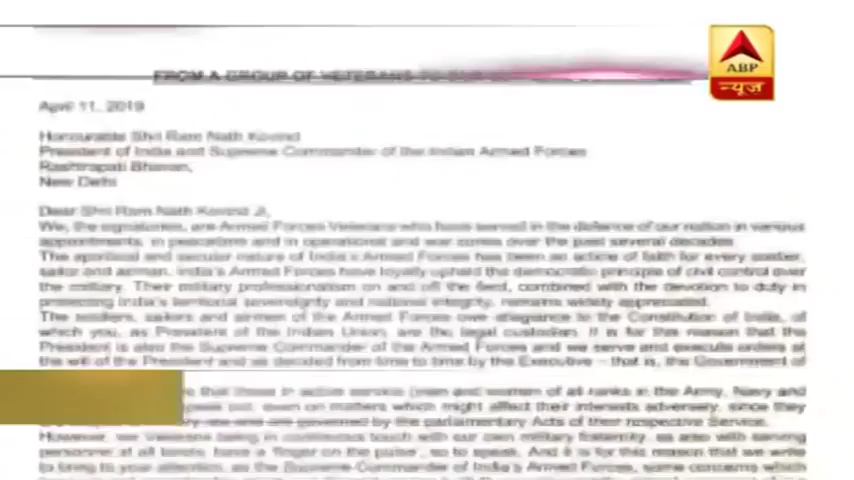 FROM A GROUP OF VETERANS TO OUR
ABP
न्यूज़
April 11, 2019
Honourable Shri Ram Nath Kovind
President of India and Supreme Commander of the Indian Armed Forces
Rashtrapati Bhavan,
New Delhi
Dear Shri Ram Nath Kovind Ji,
We, the signatories, are Armed Forces Veterans who have served in the defence of our nation in various
appointments, in peacetime and in operational and war zones over the past several decades.
The apolitical and secular nature of India's Armed Forces has been an article of faith for every soldier,
sailor and airman. India's Armed Forces have loyally upheld the democratic principle of civil control over
the military. Their military professionalism on and off the field, combined with the devotion to duty in
protecting India's territorial sovereignty and national integrity, remains widely appreciated.
The soldiers, sailors and airmen of the Armed Forces owe allegiance to the Constitution of India, of
which you, as President of the Indian Union, are the legal custodian. It is for this reason that the
President is also the Supreme Commander of the Armed Forces and we serve and execute orders at
the will of the President and as decided from time to time by the Executive – that is, the Government of
that those in active service (men and women of all ranks in the Army, Navy and
speak out, even on matters which might affect their interests adversely, since they
are governed by the parliamentary Acts of their respective Service.
However, we Veterans being in continuous touch with our own military fraternity, as also with serving
personnel at all levels, have a 'finger on the pulse', so to speak. And it is for this reason that we write
to bring to your attention, as the Supreme Commander of India's Armed Forces, some concerns which